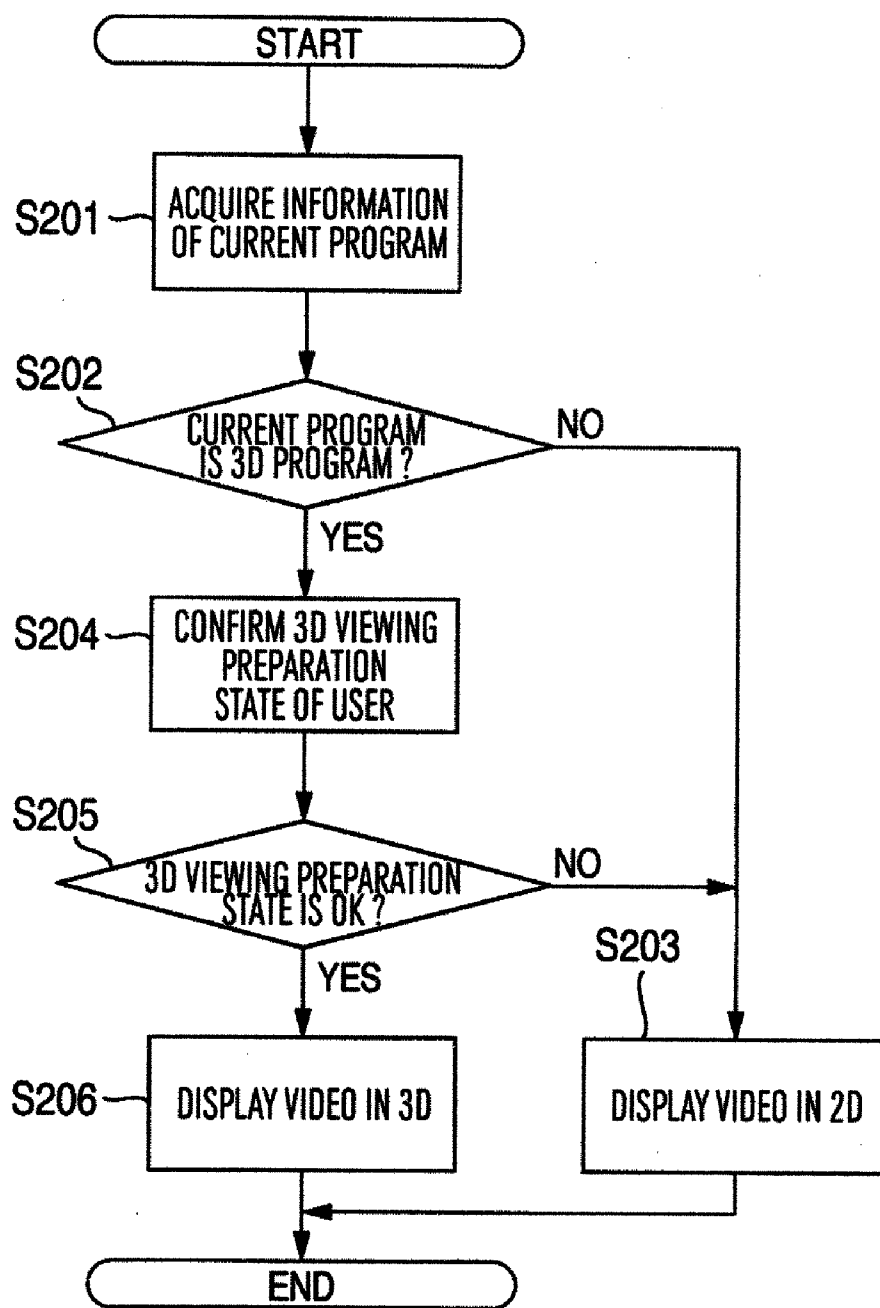 START
S201
ACQUIRE INFORMATION
OF CURRENT PROGRAM
S202
CURRENT PROGRAM
IS 3D PROGRAM ?
NO
YES
S204
CONFIRM 3D VIEWING
PREPARATION
STATE OF USER
S205
3D VIEWING PREPARATION
STATE IS OK ?
NO
YES
S203
S206
DISPLAY VIDEO IN 3D
DISPLAY VIDEO IN 2D
END